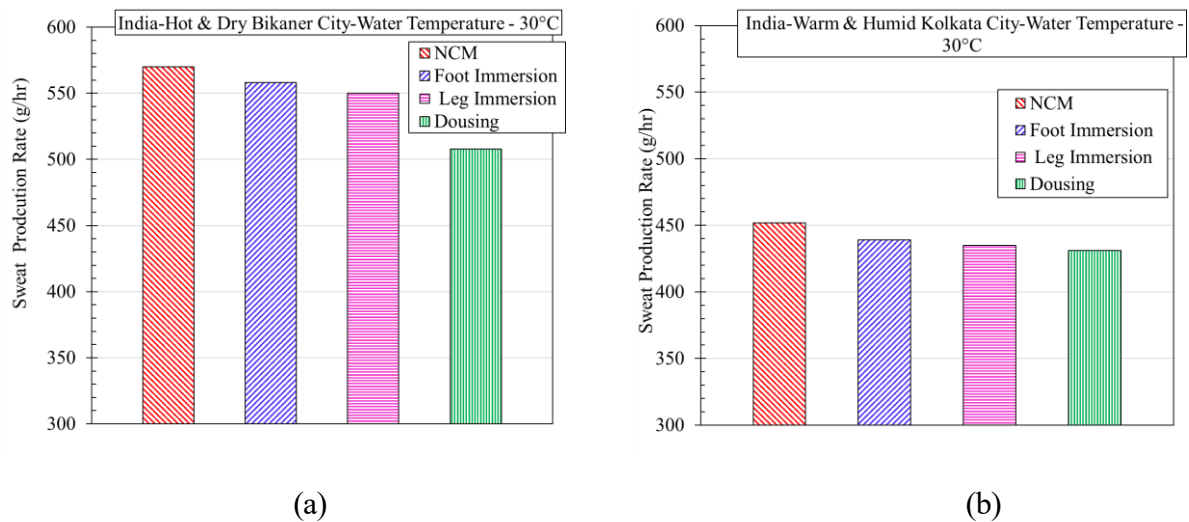 India-Hot & Dry Bikaner City-Water Temperature - 30°C
NCM
Foot Immersion
Leg Immersion
Dousing
Sweat Prodcution Rate (g/hr)
600
550
500
450
400
350
300
(a)
India-Warm & Humid Kolkata City-Water Temperature -
30°C
NCM
Foot Immersion
Leg Immersion
Dousing
Sweat Production Rate (g/hr)
600
550
500
450
400
350
300
(b)